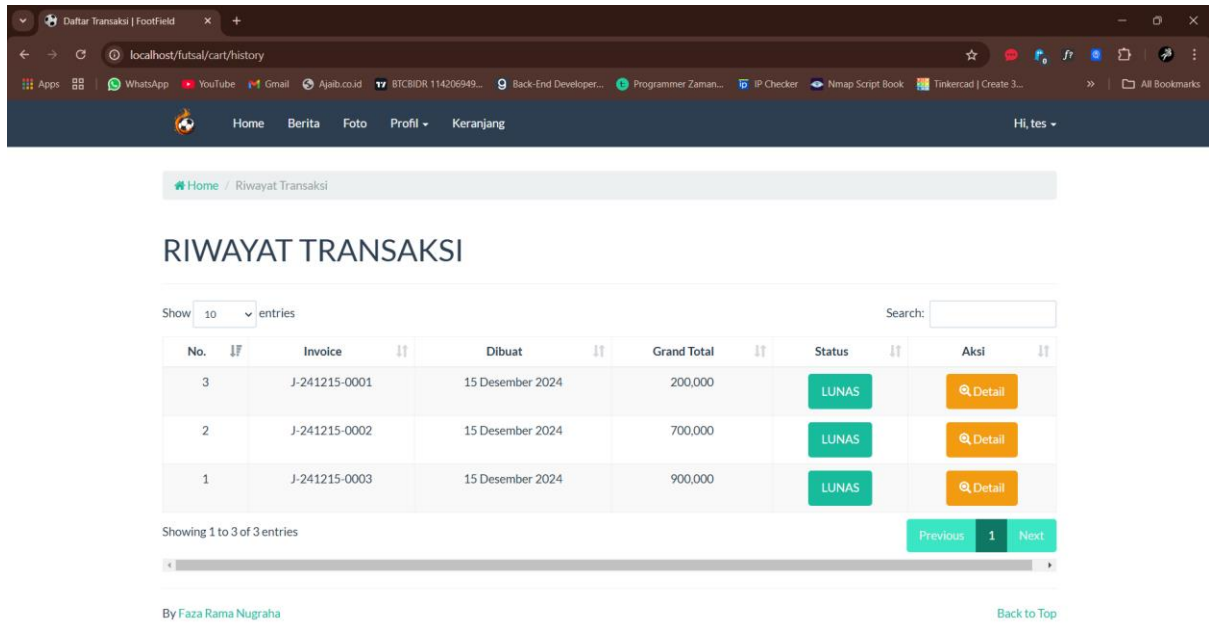 Daftar Transaksi | FootField
localhost/futsal/cart/history
Apps WhatsApp YouTube Gmail Ajaib.co.id BTCBIDR 114206949... Back-End Developer... Programmer Zaman... IP Checker Nmap Script Book Tinkercad | Create 3... » All Bookmarks
Home Berita Foto Profil Keranjang Hi, tes
Home / Riwayat Transaksi
RIWAYAT TRANSAKSI
Show 10 entries Search:
No. Invoice Dibuat Grand Total Status Aksi
3 J-241215-0001 15 Desember 2024 200,000 LUNAS Detail
2 J-241215-0002 15 Desember 2024 700,000 LUNAS Detail
1 J-241215-0003 15 Desember 2024 900,000 LUNAS Detail
Showing 1 to 3 of 3 entries Previous 1 Next
By Faza Rama Nugraha Back to Top